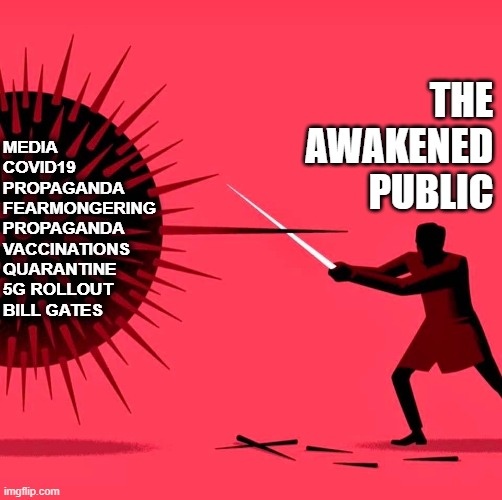 THE
AWAKENED
PUBLIC
MEDIA
COVID19
PROPAGANDA
FEARMONGERING
PROPAGANDA
VACCINATIONS
QUARANTINE
5G ROLLOUT
BILL GATES
imgflip.com